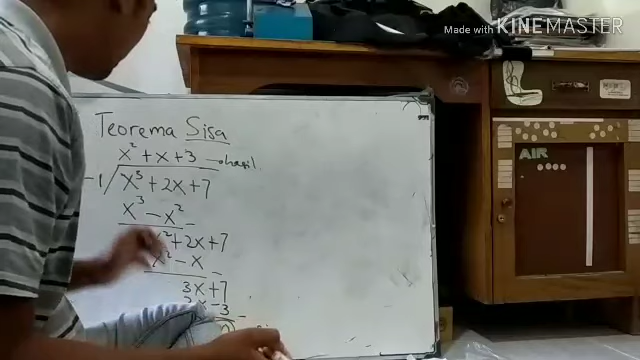 Made with KINEMASTER
Teorema Sisa
x² + x + 3 → hasil
-1 / x³ + 2x + 7
x³ - x² -
x² + 2x + 7
x² - x -
3x + 7
3x - 3 -
AIR